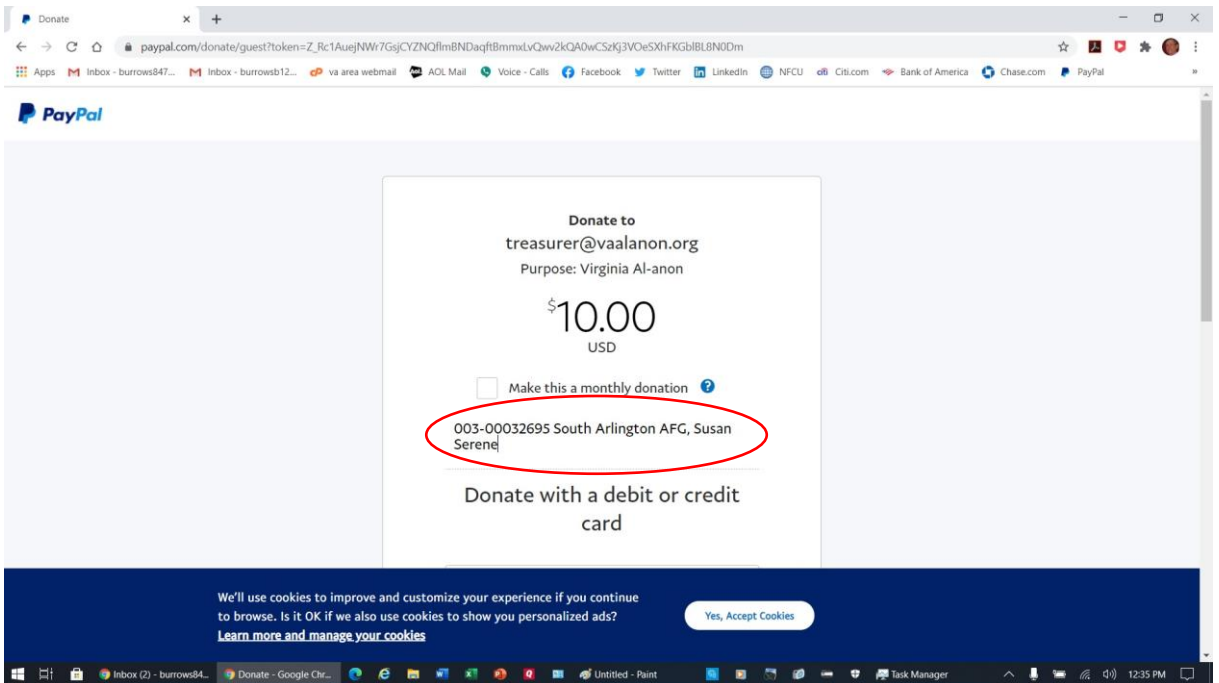 Donate
paypal.com/donate/guest?token=Z_Rc1AuejNWr7GsjCYZNQflmBNDaqftBmmxLvQwv2kQA0wCSzKj3VOeSXhFKGblBL8N0Dm
Apps Inbox - burrows847... Inbox - burrowsb12... va area webmail AOL Mail Voice - Calls Facebook Twitter LinkedIn NFCU Citi.com Bank of America Chase.com PayPal »
PayPal
Donate to
treasurer@vaalanon.org
Purpose: Virginia Al-anon
$10.00
USD
Make this a monthly donation ?
003-00032695 South Arlington AFG, Susan
Serene
Donate with a debit or credit
card
We'll use cookies to improve and customize your experience if you continue
to browse. Is it OK if we also use cookies to show you personalized ads?
Learn more and manage your cookies
Yes, Accept Cookies
Inbox (2) - burrows84... Donate - Google Chr... Untitled - Paint Task Manager 12:35 PM